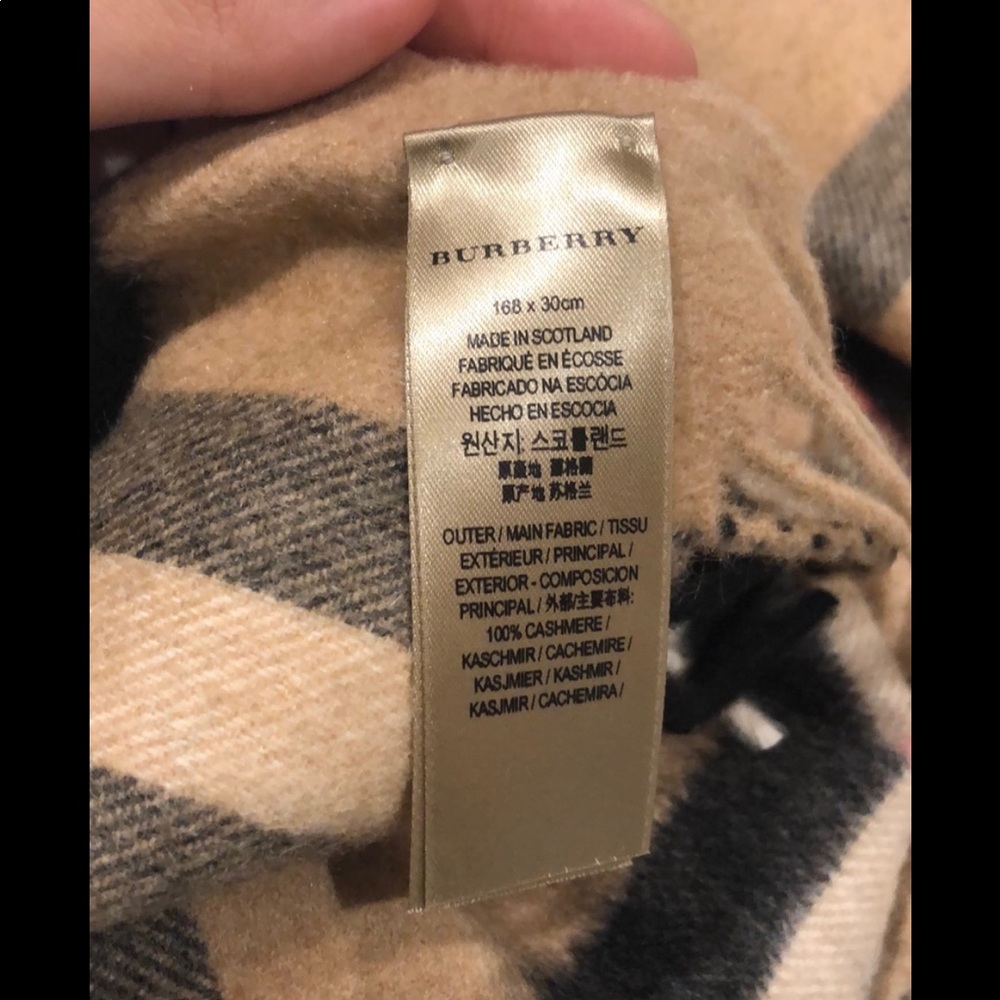 BURBERRY
168 x 30cm
MADE IN SCOTLAND
FABRIQUÉ EN ÉCOSSE
FABRICADO NA ESCÓCIA
HECHO EN ESCOCIA
원산지: 스코틀랜드
原產地 蘇格蘭
原产地 苏格兰
OUTER / MAIN FABRIC / TISSU
EXTÉRIEUR / PRINCIPAL /
EXTERIOR - COMPOSICION
PRINCIPAL / 外部/主要布料:
100% CASHMERE /
KASCHMIR / CACHEMIRE /
KASJMIER / KASHMIR /
KASJMIR / CACHEMIRA /